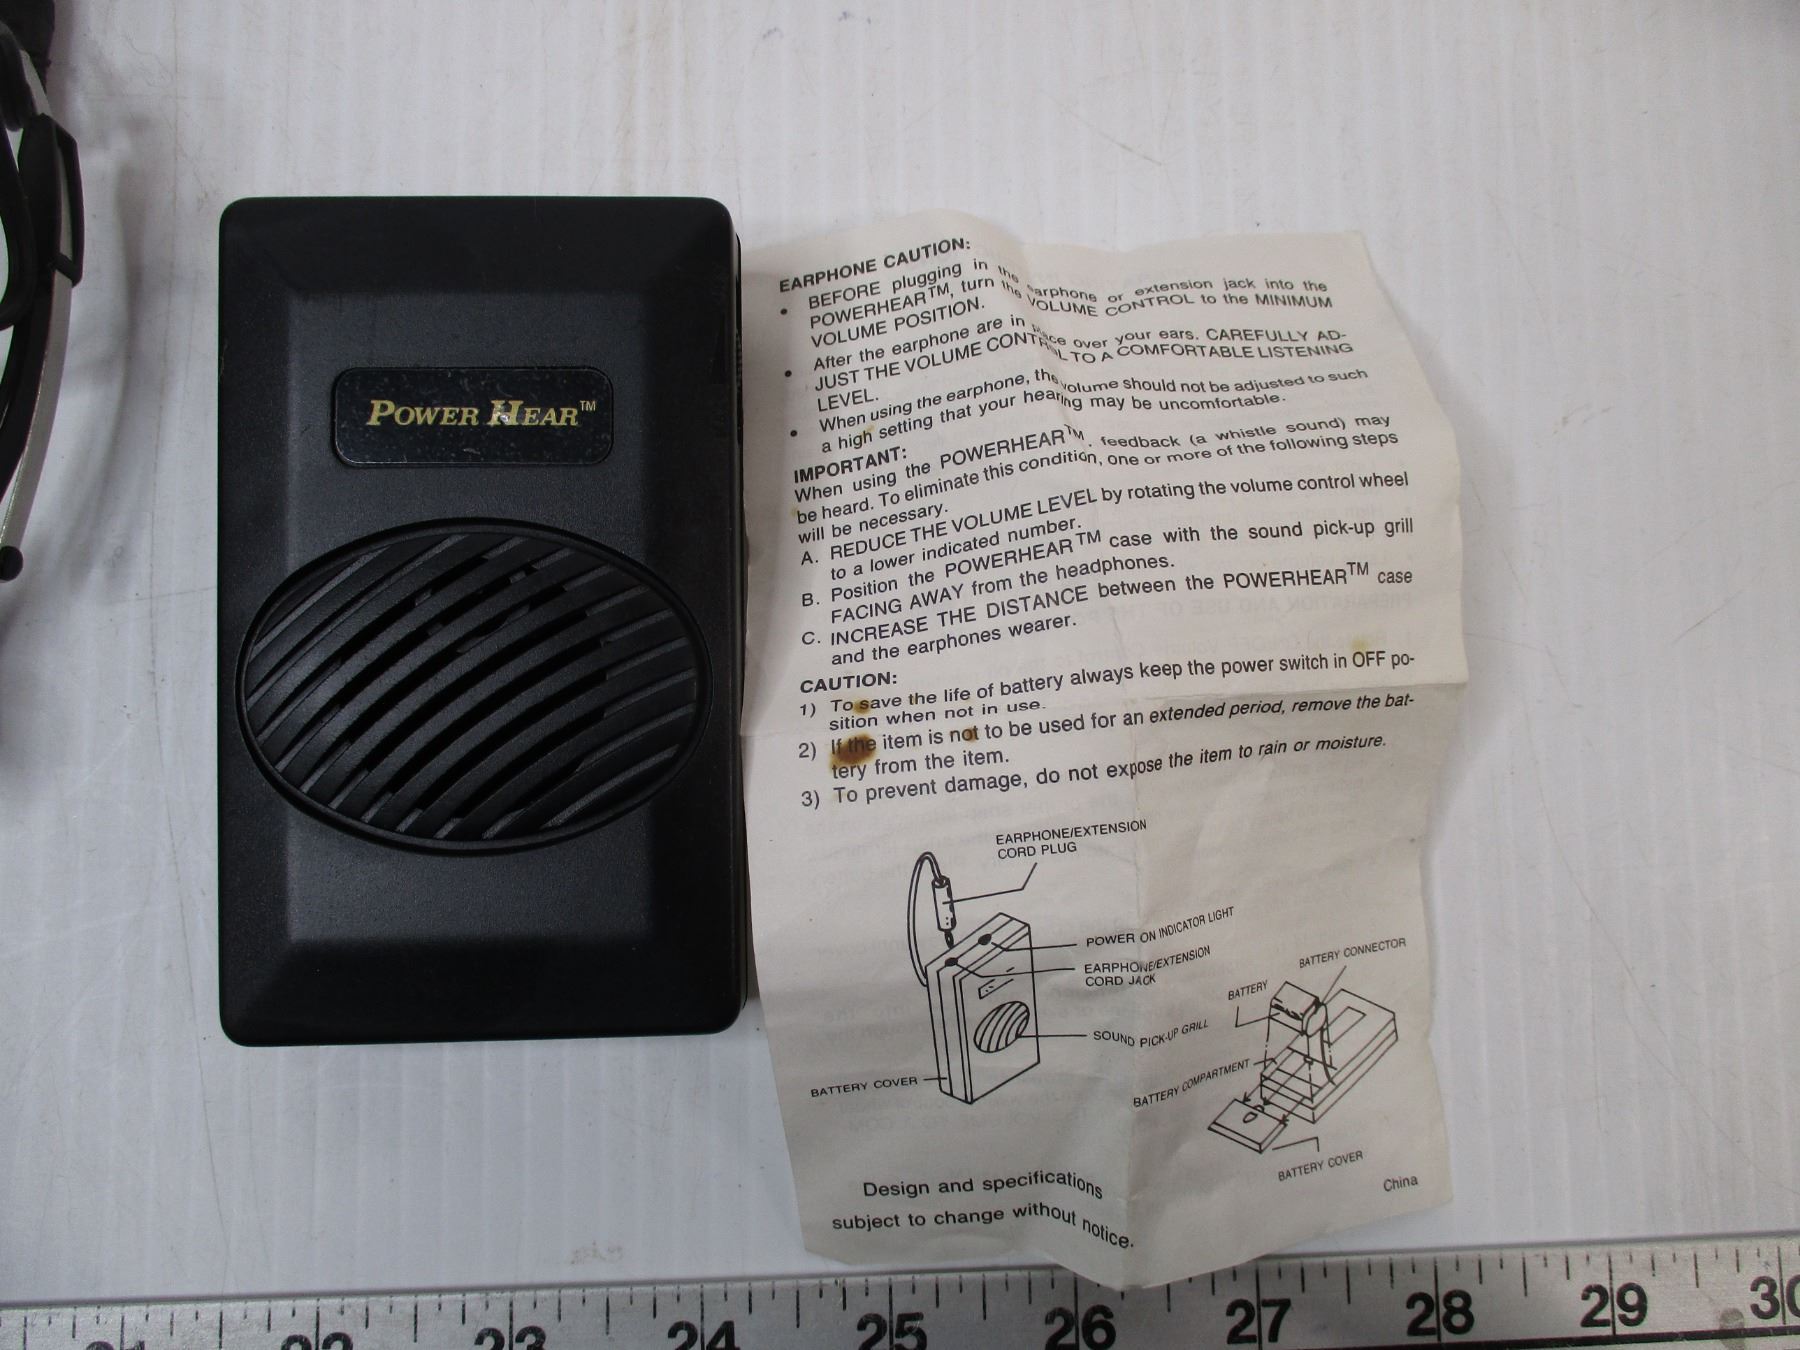 POWER HEAR™
EARPHONE CAUTION:
• BEFORE plugging in the earphone or extension jack into the
POWERHEAR™, turn the VOLUME CONTROL to the MINIMUM
VOLUME POSITION.
• After the earphone are in place over your ears. CAREFULLY AD-
JUST THE VOLUME CONTROL TO A COMFORTABLE LISTENING
LEVEL.
• When using the earphone, the volume should not be adjusted to such
a high setting that your hearing may be uncomfortable.
IMPORTANT:
When using the POWERHEAR™, feedback (a whistle sound) may
be heard. To eliminate this condition, one or more of the following steps
will be necessary.
A. REDUCE THE VOLUME LEVEL by rotating the volume control wheel
to a lower indicated number.
B. Position the POWERHEAR™ case with the sound pick-up grill
FACING AWAY from the headphones.
C. INCREASE THE DISTANCE between the POWERHEAR™ case
and the earphones wearer.
CAUTION:
1) To save the life of battery always keep the power switch in OFF po-
sition when not in use.
2) If the item is not to be used for an extended period, remove the bat-
tery from the item.
3) To prevent damage, do not expose the item to rain or moisture.
EARPHONE/EXTENSION
CORD PLUG
POWER ON INDICATOR LIGHT
EARPHONE/EXTENSION
CORD JACK
SOUND PICK-UP GRILL
BATTERY COVER
BATTERY CONNECTOR
BATTERY
BATTERY COMPARTMENT
BATTERY COVER
China
Design and specifications
subject to change without notice.
21 22 23 24 25 26 27 28 29 30